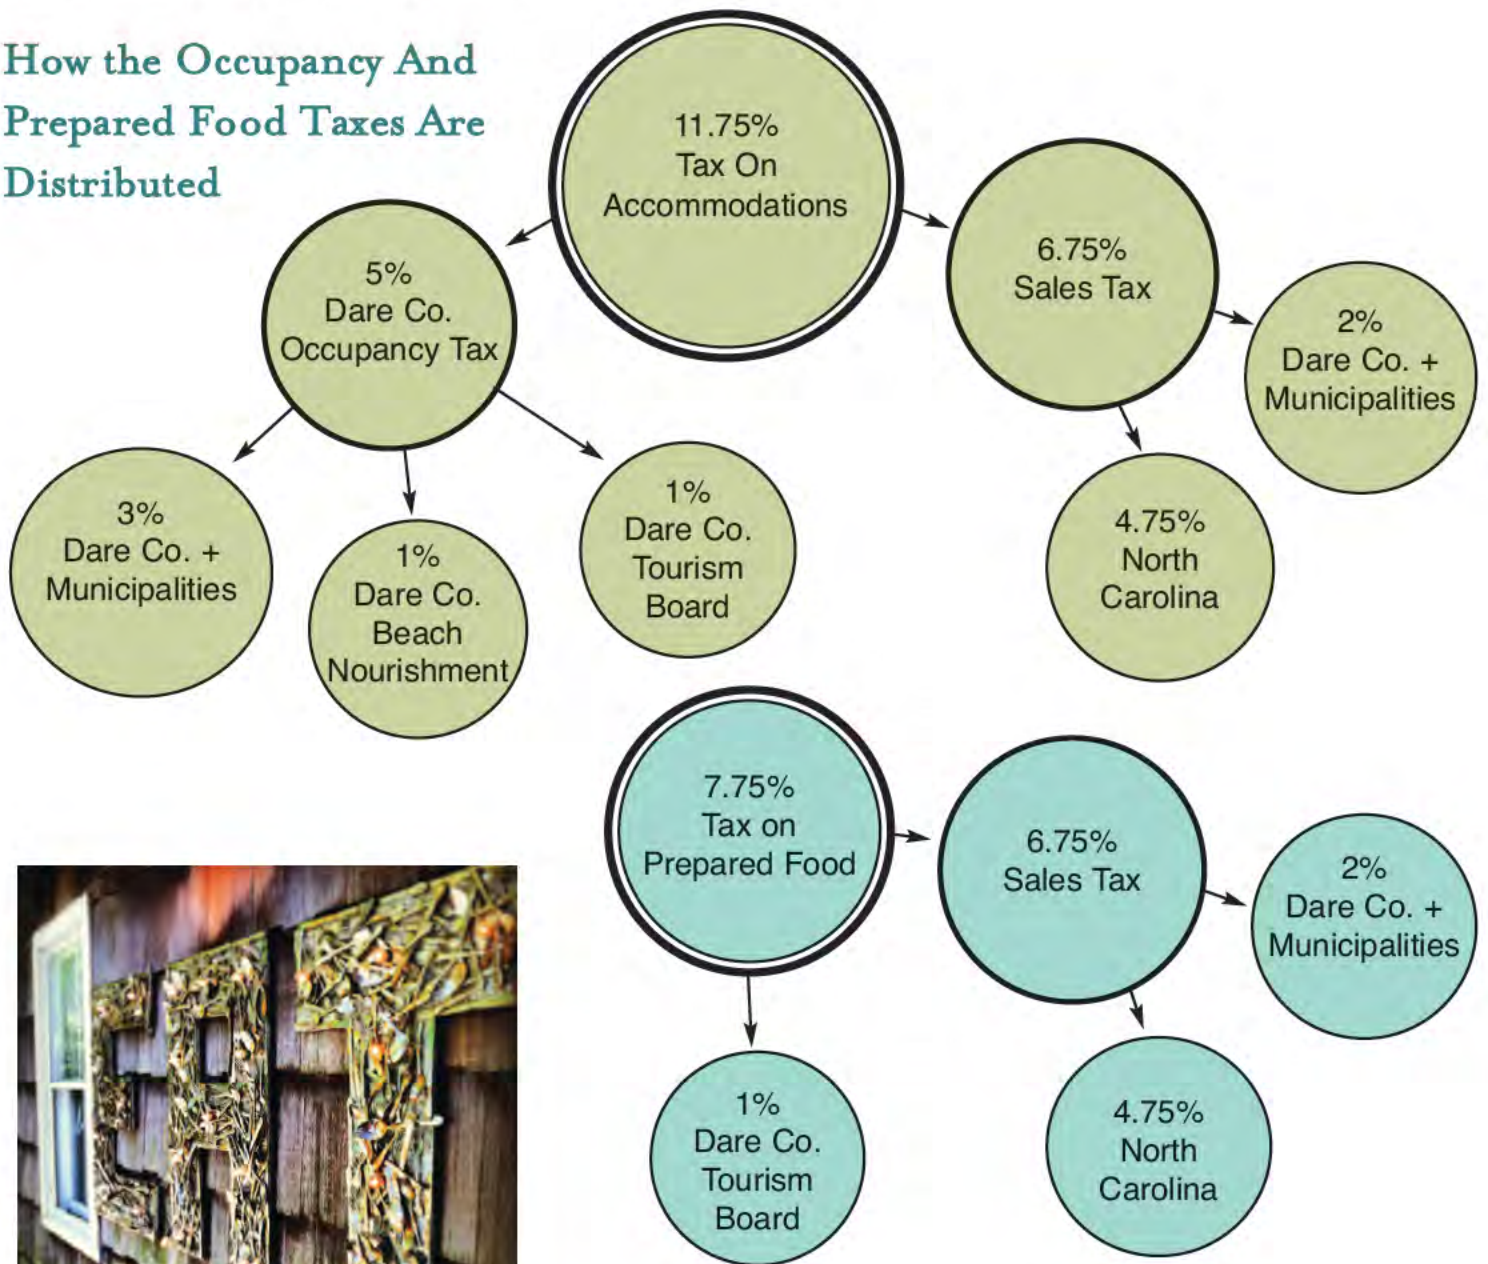 How the Occupancy And
Prepared Food Taxes Are
Distributed
11.75%
Tax On
Accommodations
5%
Dare Co.
Occupancy Tax
6.75%
Sales Tax
2%
Dare Co. +
Municipalities
3%
Dare Co. +
Municipalities
1%
Dare Co.
Beach
Nourishment
1%
Dare Co.
Tourism
Board
4.75%
North
Carolina
7.75%
Tax on
Prepared Food
6.75%
Sales Tax
2%
Dare Co. +
Municipalities
1%
Dare Co.
Tourism
Board
4.75%
North
Carolina
EAT